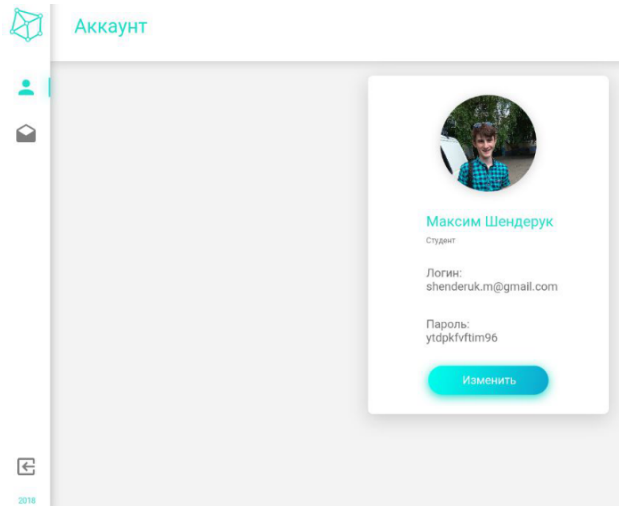 Аккаунт
Максим Шендерук
Студент
Логин:
shenderuk.m@gmail.com
Пароль:
ytdpkfvftim96
Изменить
2018